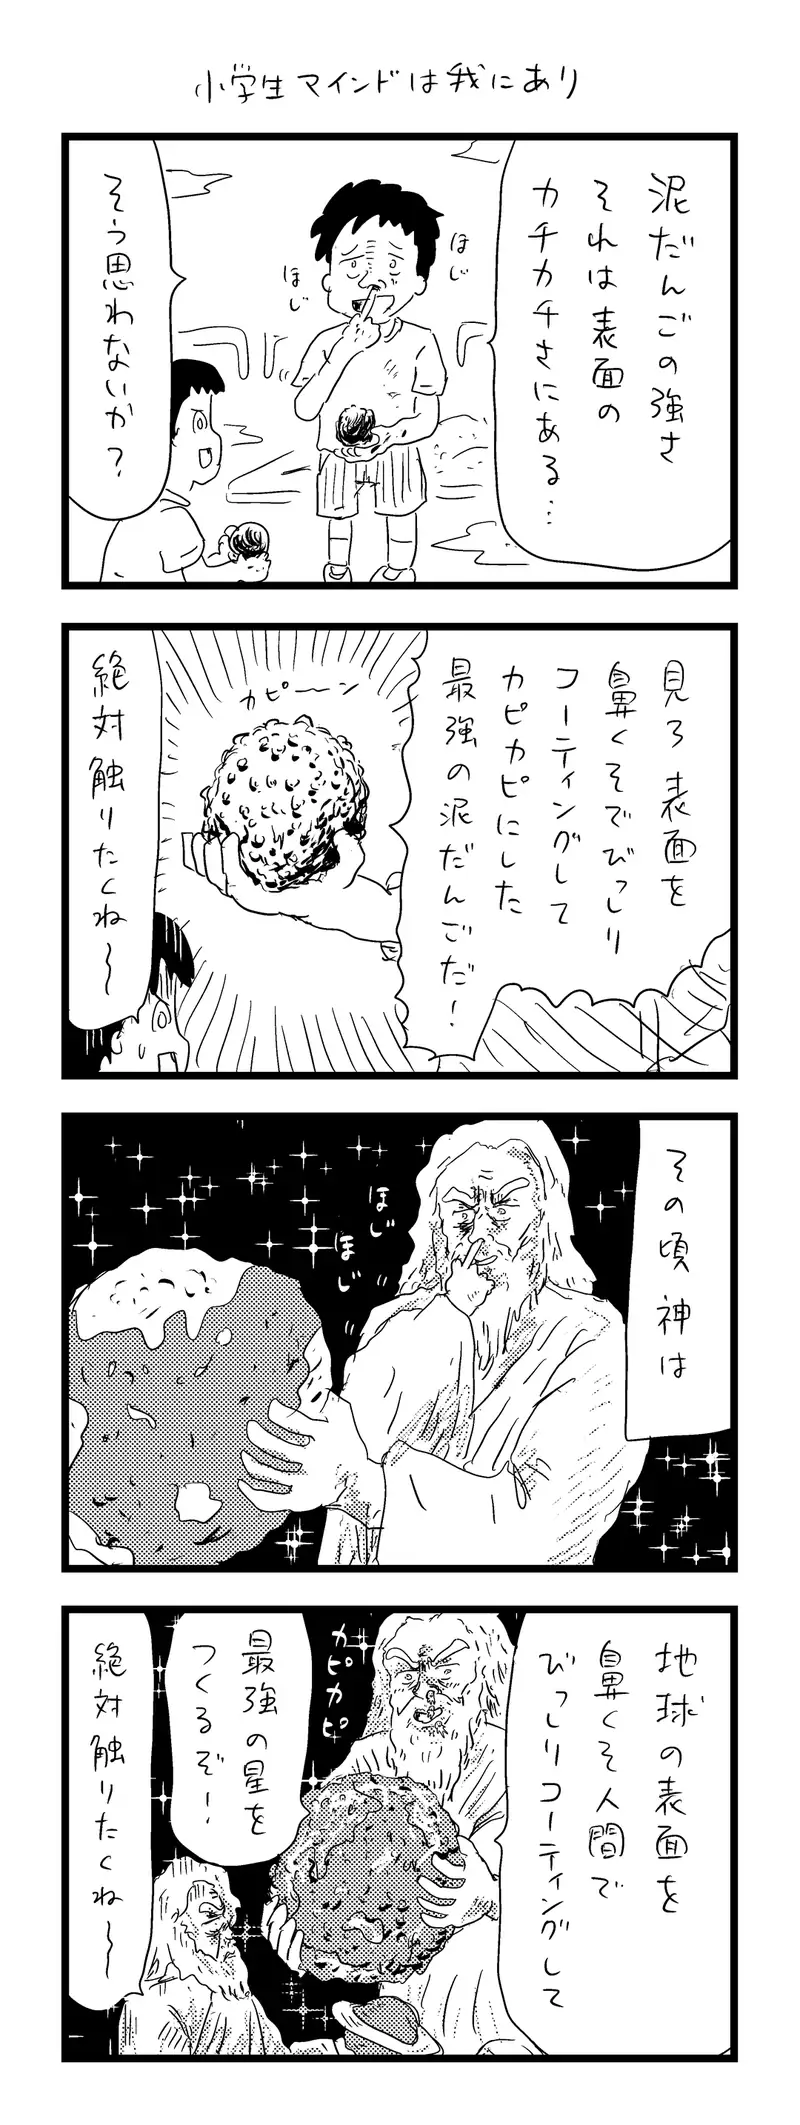 小学生マインドは我にあり
泥だんごの強さ
それは表面の
カチカチさにある…
ほじ
ほじ
そう思わないか？
見ろ表面を
鼻くそでびっしり
コーティングして
カピカピにした
最強の泥だんごだ！
カピーン
絶対触りたくね〜
その頃神は
ほじ
ほじ
地球の表面を
鼻くそ人間で
びっしりコーティングして
カピカピ
最強の星を
つくるぞー！
絶対触りたくね〜